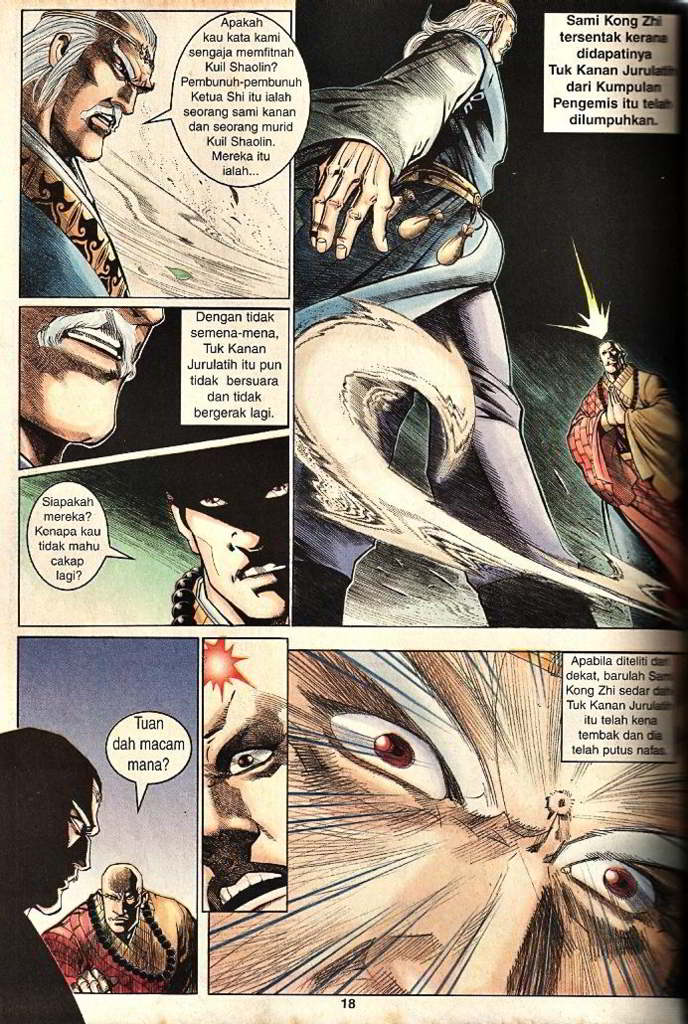 Apakah
kau kata kami
sengaja memfitnah
Kuil Shaolin?
Pembunuh-pembunuh
Ketua Shi itu ialah
seorang sami kanan
dan seorang murid
Kuil Shaolin.
Mereka itu
ialah...
Sami Kong Zhi
tersentak kerana
didapatinya
Tuk Kanan Jurulatih
dari Kumpulan
Pengemis itu telah
dilumpuhkan.
Dengan tidak
semena-mena,
Tuk Kanan
Jurulatih itu pun
tidak bersuara
dan tidak
bergerak lagi.
Siapakah
mereka?
Kenapa kau
tidak mahu
cakap
lagi?
Tuan
dah macam
mana?
Apabila diteliti dari
dekat, barulah Sami
Kong Zhi sedar
Tuk Kanan Jurulatih
itu telah kena
tembak dan dia
telah putus nafas.
18